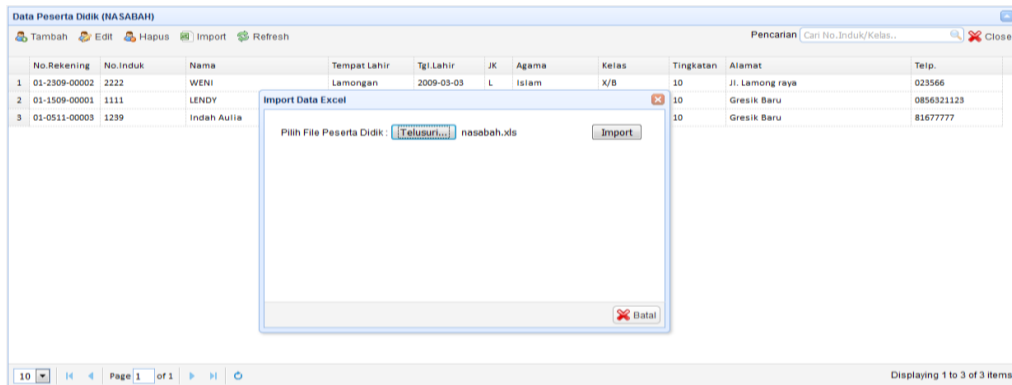 Data Peserta Didik (NASABAH)
Tambah Edit Hapus Import Refresh Pencarian Cari No.Induk/Kelas.. Close
No.Rekening No.Induk Nama Tempat Lahir Tgl.Lahir JK Agama Kelas Tingkatan Alamat Telp.
1 01-2309-00002 2222 WENI Lamongan 2009-03-03 L Islam X/B 10 Jl. Lamong raya 023566
2 01-1509-00001 1111 LENDY 10 Gresik Baru 0856321123
3 01-0511-00003 1239 Indah Aulia 10 Gresik Baru 81677777
Import Data Excel
Pilih File Peserta Didik : Telusuri... nasabah.xls Import
Batal
10 Page 1 of 1 Displaying 1 to 3 of 3 items